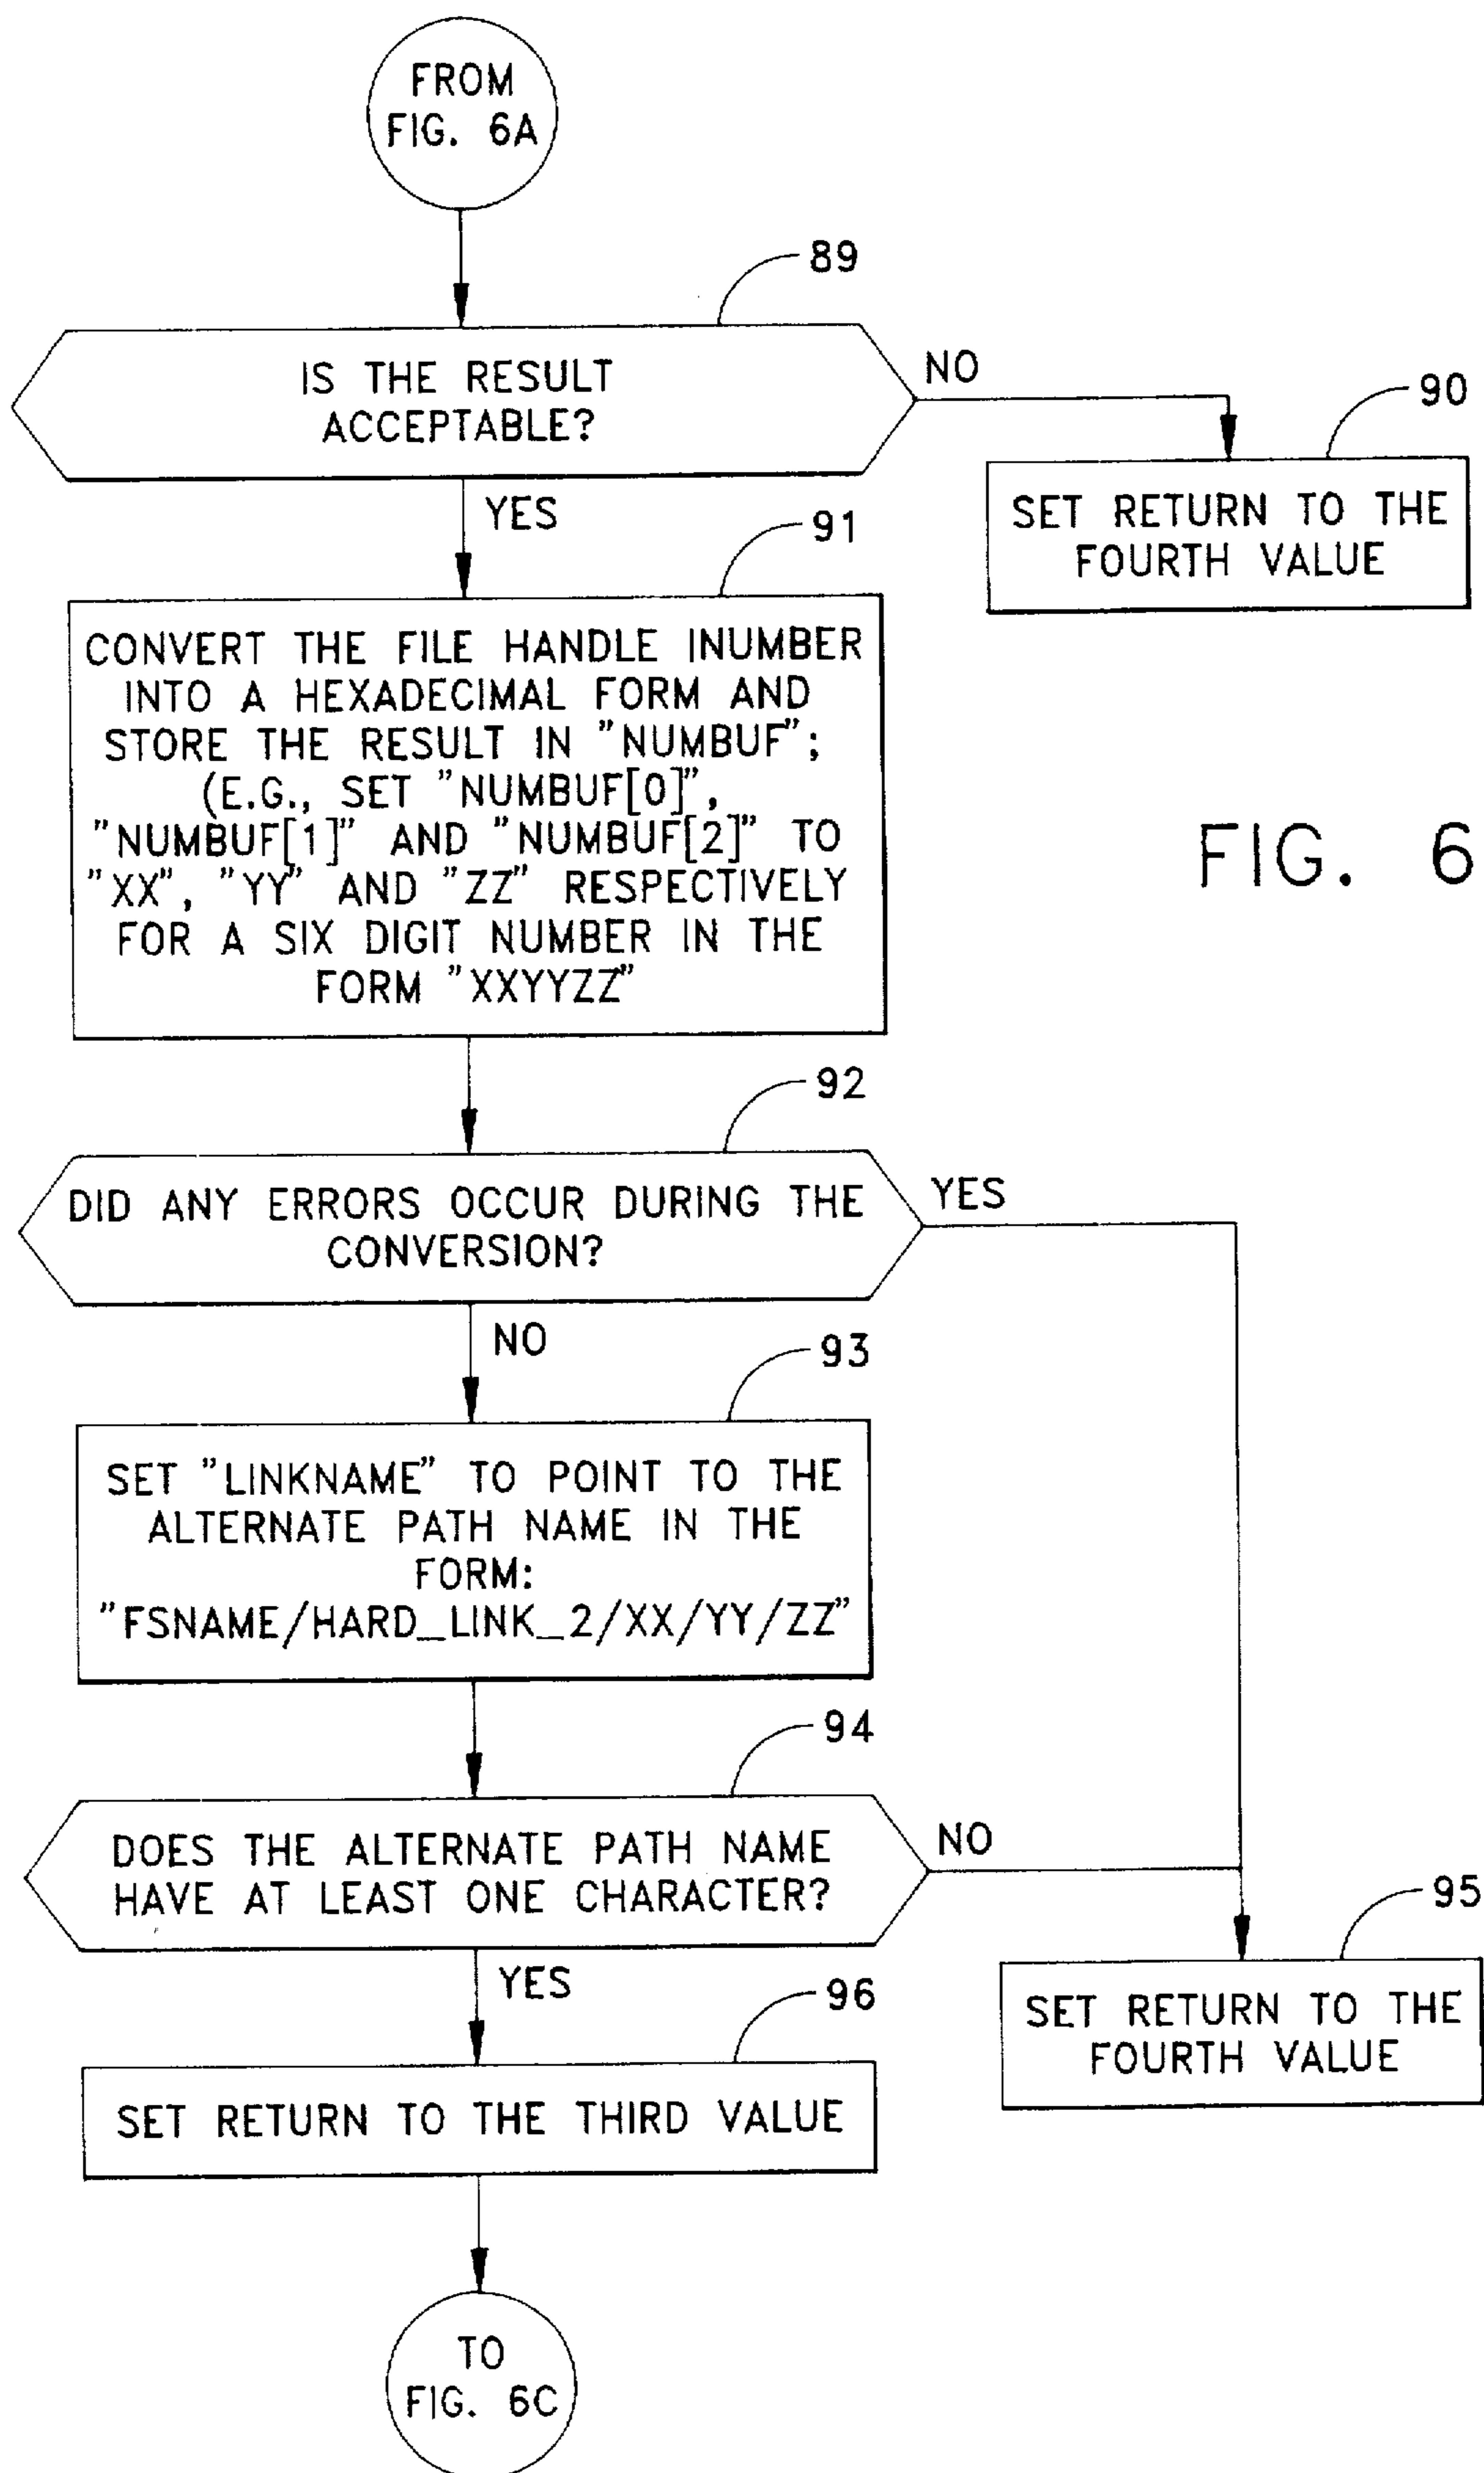 FROM
FIG. 6A
89
IS THE RESULT
ACCEPTABLE?
NO
90
SET RETURN TO THE
FOURTH VALUE
YES
91
CONVERT THE FILE HANDLE INUMBER
INTO A HEXADECIMAL FORM AND
STORE THE RESULT IN "NUMBUF";
(E.G., SET "NUMBUF[0]",
"NUMBUF[1]" AND "NUMBUF[2]" TO
"XX", "YY" AND "ZZ" RESPECTIVELY
FOR A SIX DIGIT NUMBER IN THE
FORM "XXYYZZ"
FIG. 6
92
DID ANY ERRORS OCCUR DURING THE
CONVERSION?
YES
NO
93
SET "LINKNAME" TO POINT TO THE
ALTERNATE PATH NAME IN THE
FORM:
"FSNAME/HARD_LINK_2/XX/YY/ZZ"
94
DOES THE ALTERNATE PATH NAME
HAVE AT LEAST ONE CHARACTER?
NO
95
SET RETURN TO THE
FOURTH VALUE
YES
96
SET RETURN TO THE THIRD VALUE
TO
FIG. 6C